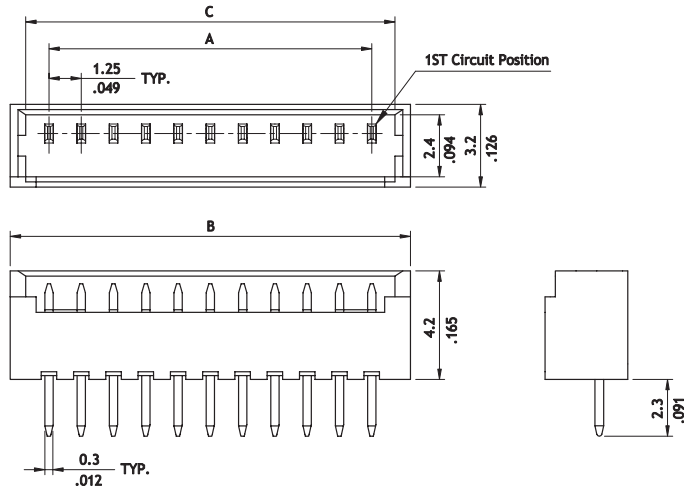 C
A
1.25
.049
TYP.
1ST Circuit Position
2.4
.094
3.2
.126
B
4.2
.165
2.3
.091
0.3
.012
TYP.